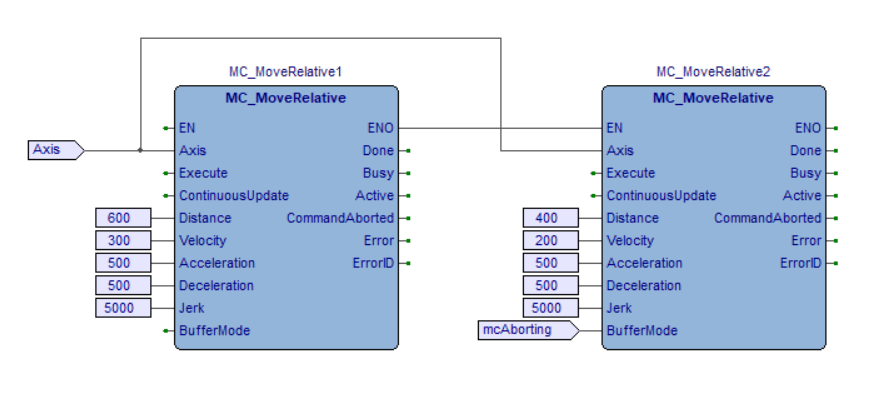 MC_MoveRelative1
MC_MoveRelative
EN
ENO
Axis
Axis
Done
Execute
Busy
ContinuousUpdate
Active
600
Distance
CommandAborted
300
Velocity
Error
500
Acceleration
ErrorID
500
Deceleration
5000
Jerk
BufferMode
MC_MoveRelative2
MC_MoveRelative
EN
ENO
Axis
Done
Execute
Busy
ContinuousUpdate
Active
400
Distance
CommandAborted
200
Velocity
Error
500
Acceleration
ErrorID
500
Deceleration
5000
Jerk
mcAborting
BufferMode